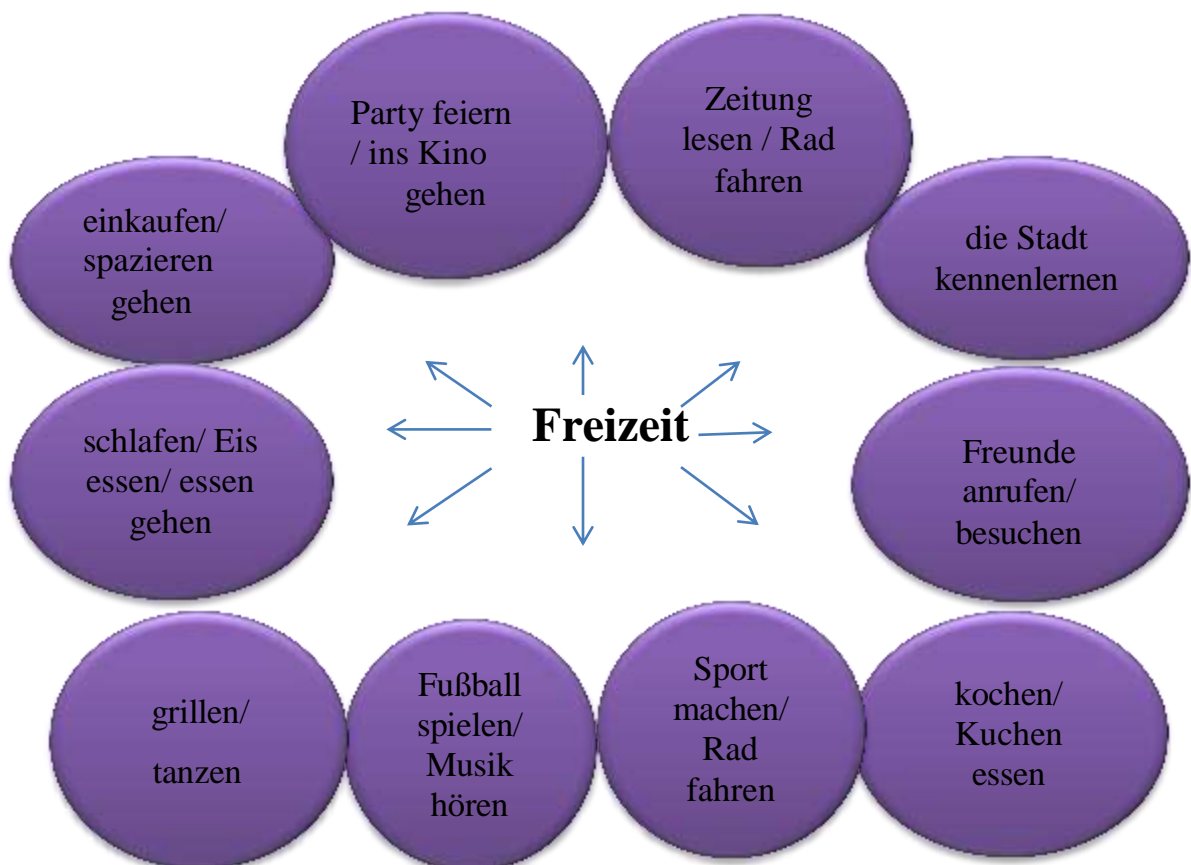 Party feiern
/ ins Kino
gehen
Zeitung
lesen / Rad
fahren
einkaufen/
spazieren
gehen
die Stadt
kennenlernen
Freizeit
schlafen/ Eis
essen/ essen
gehen
Freunde
anrufen/
besuchen
grillen/
tanzen
Fußball
spielen/
Musik
hören
Sport
machen/
Rad
fahren
kochen/
Kuchen
essen